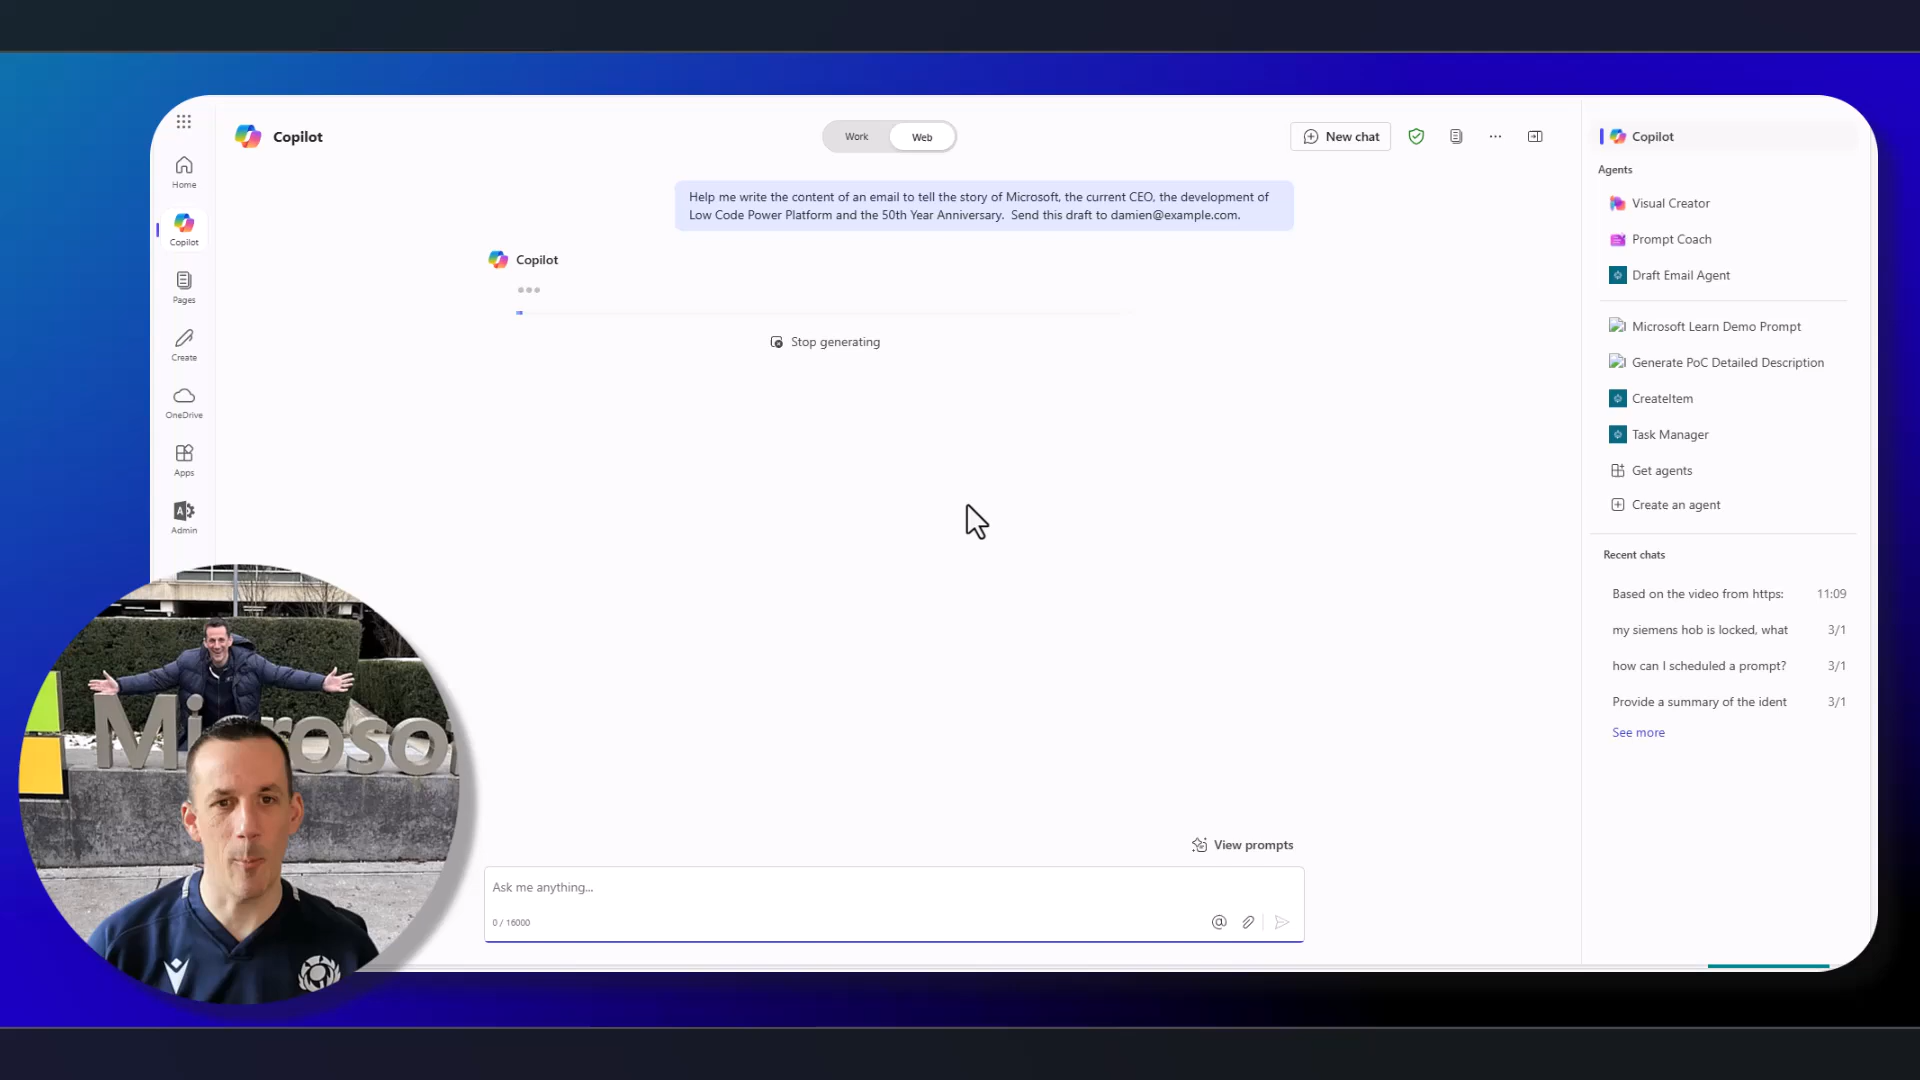 Copilot
Work
Web
New chat
Home
Copilot
Pages
Create
OneDrive
Apps
Admin
Help me write the content of an email to tell the story of Microsoft, the current CEO, the development of
Low Code Power Platform and the 50th Year Anniversary.  Send this draft to damien@example.com.
Copilot
Stop generating
View prompts
Ask me anything...
0 / 16000
Copilot
Agents
Visual Creator
Prompt Coach
Draft Email Agent
Microsoft Learn Demo Prompt
Generate PoC Detailed Description
CreateItem
Task Manager
Get agents
Create an agent
Recent chats
Based on the video from https: 11:09
my siemens hob is locked, what 3/1
how can I scheduled a prompt? 3/1
Provide a summary of the ident 3/1
See more